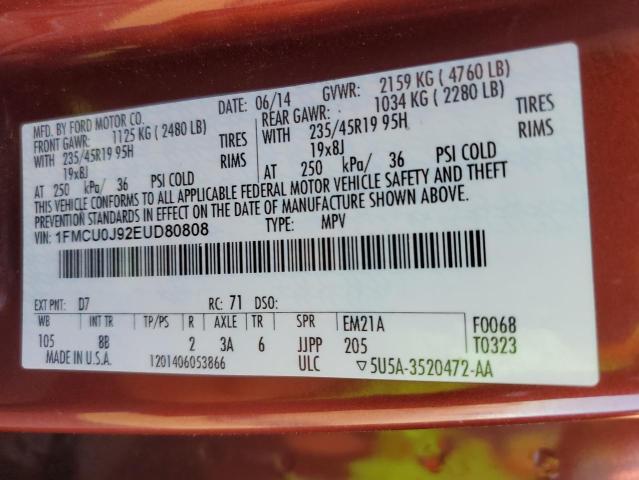 MFD. BY FORD MOTOR CO. DATE: 06/14 GVWR: 2159 KG ( 4760 LB)
FRONT GAWR: 1125 KG ( 2480 LB) REAR GAWR: 1034 KG ( 2280 LB)
WITH 235/45R19 95H TIRES WITH 235/45R19 95H TIRES
19x8J RIMS 19x8J RIMS
AT 250 kPa/ 36 PSI COLD AT 250 kPa/ 36 PSI COLD
THIS VEHICLE CONFORMS TO ALL APPLICABLE FEDERAL MOTOR VEHICLE SAFETY AND THEFT
PREVENTION STANDARDS IN EFFECT ON THE DATE OF MANUFACTURE SHOWN ABOVE.
VIN: 1FMCU0J92EUD80808 TYPE: MPV
EXT PNT: D7 RC: 71 DSO:
WB INT TR TP/PS R AXLE TR SPR EM21A F0068
105 8B 2 3A 6 JJPP 205 T0323
MADE IN U.S.A. 1201406053866 ULC ▽5U5A-3520472-AA